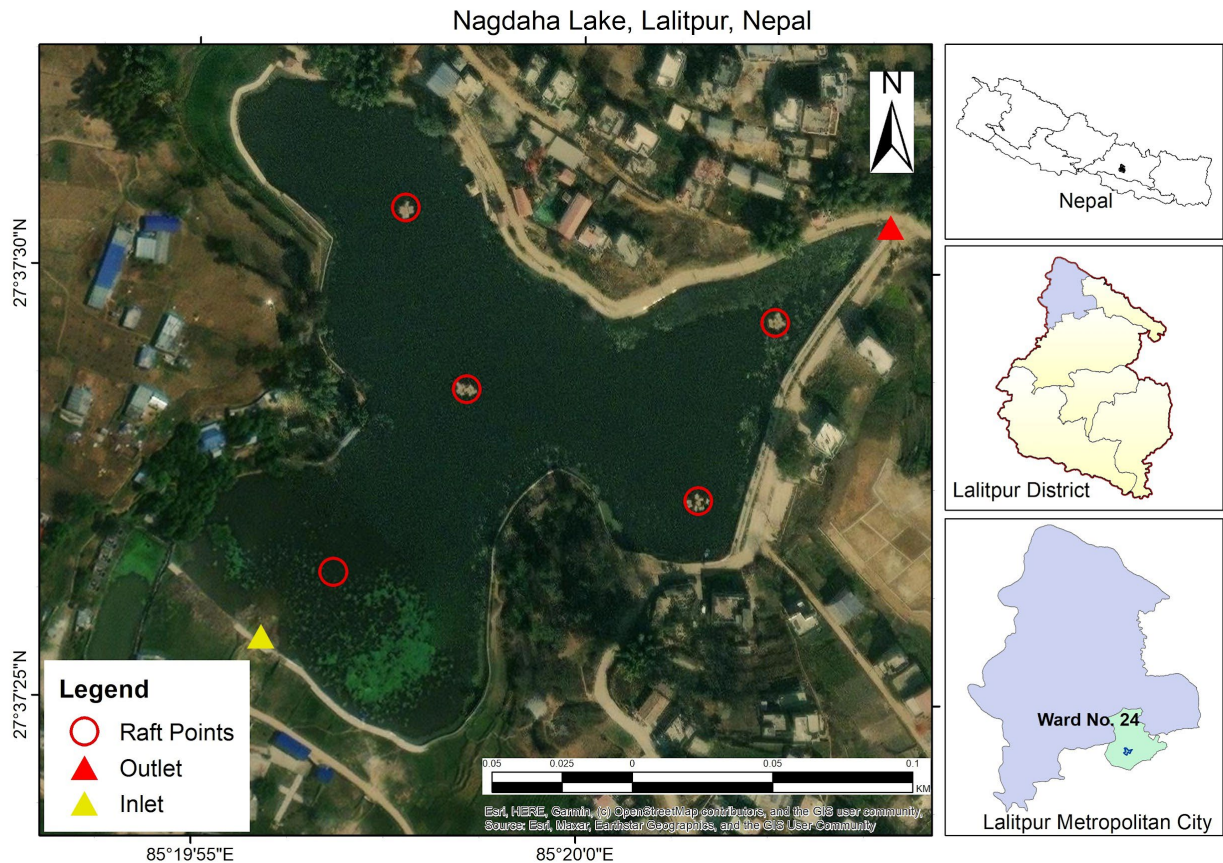 Nagdaha Lake, Lalitpur, Nepal
N
27°37'30"N
27°37'25"N
85°19'55"E
85°20'0"E
Legend
Raft Points
Outlet
Inlet
0.05 0.025 0 0.05 0.1
KM
Esri, HERE, Garmin, (c) OpenStreetMap contributors, and the GIS user community,
Source: Esri, Maxar, Earthstar Geographics, and the GIS User Community
Nepal
Lalitpur District
Ward No. 24
Lalitpur Metropolitan City